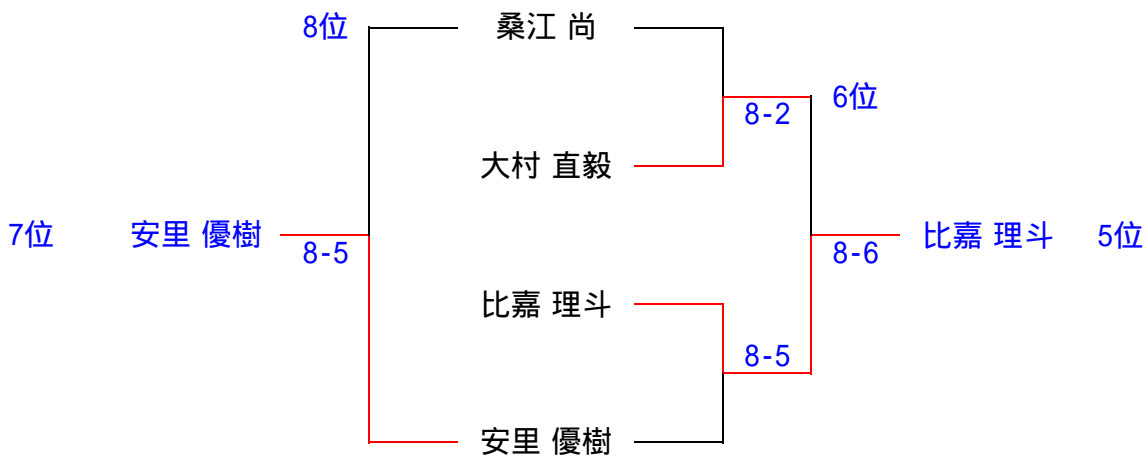 8位 桑江 尚
8-2 6位
大村 直毅
7位 安里 優樹 8-5 8-6 比嘉 理斗 5位
比嘉 理斗
8-5
安里 優樹